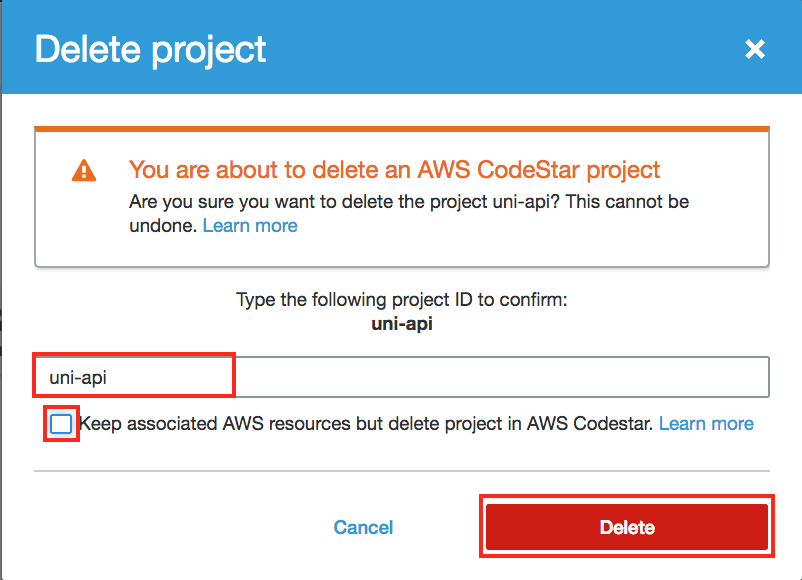 Delete project
You are about to delete an AWS CodeStar project
Are you sure you want to delete the project uni-api? This cannot be
undone. Learn more
Type the following project ID to confirm:
uni-api
uni-api
Keep associated AWS resources but delete project in AWS Codestar. Learn more
Cancel Delete